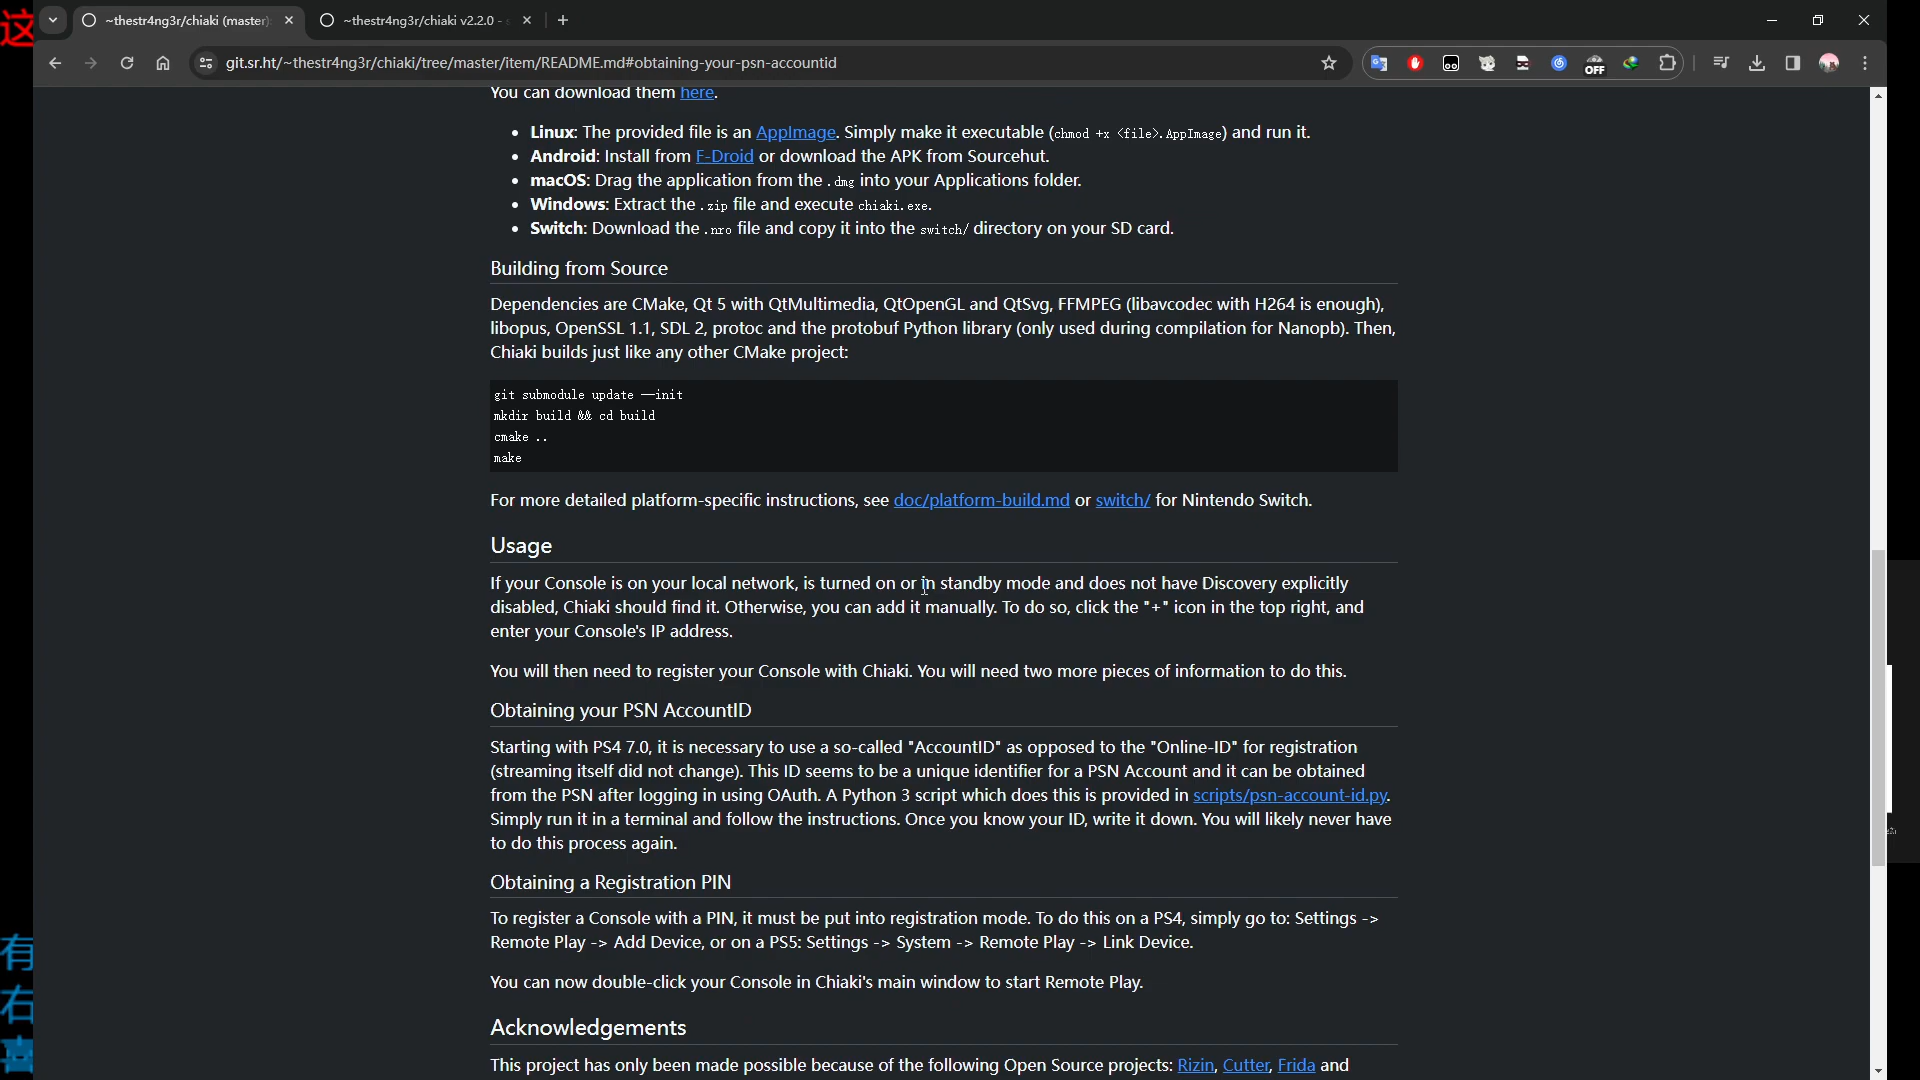 这
~thestr4ng3r/chiaki (master)
~thestr4ng3r/chiaki v2.2.0 -
git.sr.ht/~thestr4ng3r/chiaki/tree/master/item/README.md#obtaining-your-psn-accountid
OFF
You can download them here.
• Linux: The provided file is an AppImage. Simply make it executable (chmod +x <file>.AppImage) and run it.
• Android: Install from F-Droid or download the APK from Sourcehut.
• macOS: Drag the application from the .dmg into your Applications folder.
• Windows: Extract the .zip file and execute chiaki.exe.
• Switch: Download the .nro file and copy it into the switch/ directory on your SD card.
Building from Source
Dependencies are CMake, Qt 5 with QtMultimedia, QtOpenGL and QtSvg, FFMPEG (libavcodec with H264 is enough),
libopus, OpenSSL 1.1, SDL 2, protoc and the protobuf Python library (only used during compilation for Nanopb). Then,
Chiaki builds just like any other CMake project:
git submodule update --init
mkdir build && cd build
cmake ..
make
For more detailed platform-specific instructions, see doc/platform-build.md or switch/ for Nintendo Switch.
Usage
If your Console is on your local network, is turned on or in standby mode and does not have Discovery explicitly
disabled, Chiaki should find it. Otherwise, you can add it manually. To do so, click the "+" icon in the top right, and
enter your Console's IP address.
You will then need to register your Console with Chiaki. You will need two more pieces of information to do this.
Obtaining your PSN AccountID
Starting with PS4 7.0, it is necessary to use a so-called "AccountID" as opposed to the "Online-ID" for registration
(streaming itself did not change). This ID seems to be a unique identifier for a PSN Account and it can be obtained
from the PSN after logging in using OAuth. A Python 3 script which does this is provided in scripts/psn-account-id.py.
Simply run it in a terminal and follow the instructions. Once you know your ID, write it down. You will likely never have
to do this process again.
Obtaining a Registration PIN
To register a Console with a PIN, it must be put into registration mode. To do this on a PS4, simply go to: Settings ->
Remote Play -> Add Device, or on a PS5: Settings -> System -> Remote Play -> Link Device.
You can now double-click your Console in Chiaki's main window to start Remote Play.
Acknowledgements
This project has only been made possible because of the following Open Source projects: Rizin, Cutter, Frida and
有
右